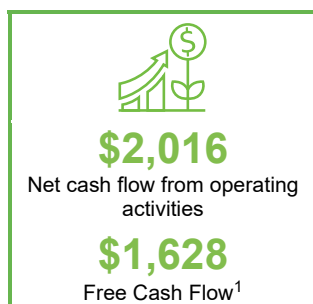 $
$2,016
Net cash flow from operating
activities
$1,628
Free Cash Flow¹